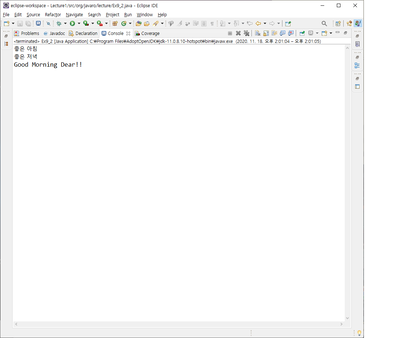 eclipse-workspace - Lecture1/src/org/javaro/lecture/Ex9_2.java - Eclipse IDE
File Edit Source Refactor Navigate Search Project Run Window Help
Problems Javadoc Declaration Console Coverage
<terminated> Ex9_2 [Java Application] C:₩Program Files₩AdoptOpenJDK₩jdk-11.0.8.10-hotspot₩bin₩javaw.exe (2020. 11. 19. 오후 2:01:04 – 오후 2:01:05)
좋은 아침
좋은 저녁
Good Morning Dear!!